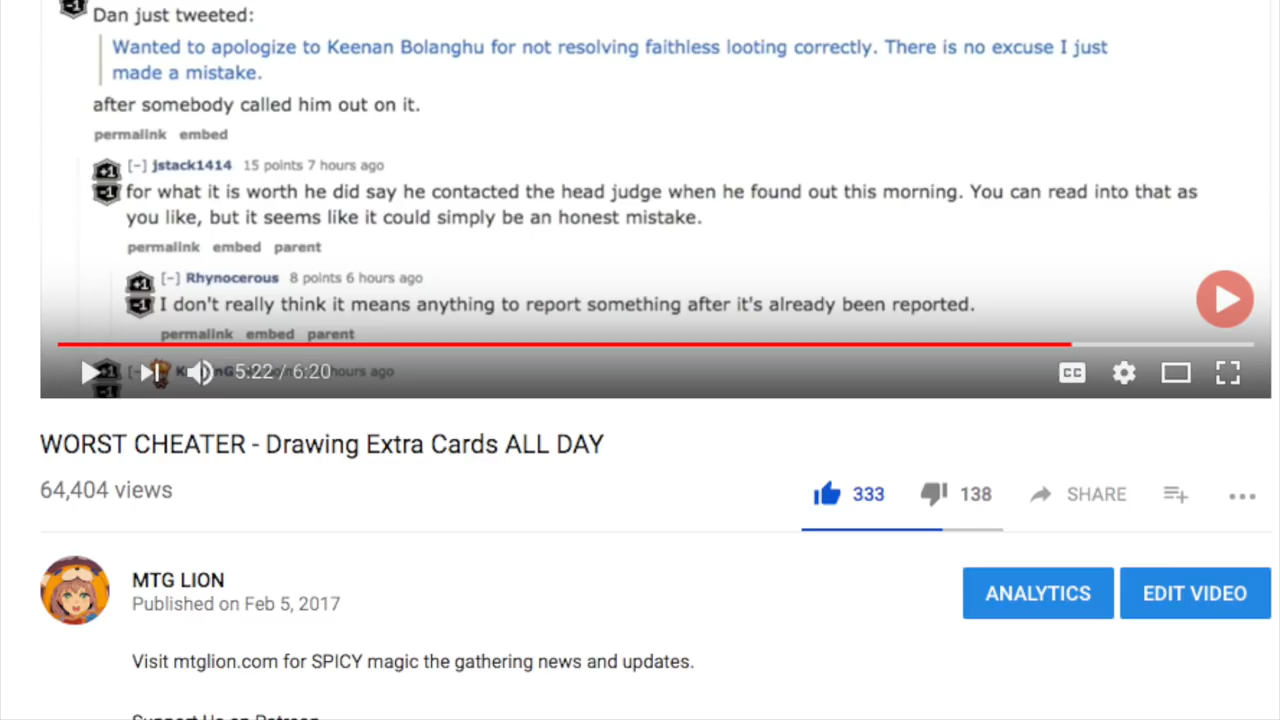 Dan just tweeted:
Wanted to apologize to Keenan Bolanghu for not resolving faithless looting correctly. There is no excuse I just
made a mistake.
after somebody called him out on it.
permalink embed
[-] jstack1414 15 points 7 hours ago
for what it is worth he did say he contacted the head judge when he found out this morning. You can read into that as
you like, but it seems like it could simply be an honest mistake.
permalink embed parent
[-] Rhynocerous 8 points 6 hours ago
I don't really think it means anything to report something after it's already been reported.
permalink embed parent
5:22 / 6:20 hours ago
CC
WORST CHEATER - Drawing Extra Cards ALL DAY
64,404 views
333 138 SHARE
MTG LION
Published on Feb 5, 2017
ANALYTICS EDIT VIDEO
Visit mtglion.com for SPICY magic the gathering news and updates.
Support Us on Patreon